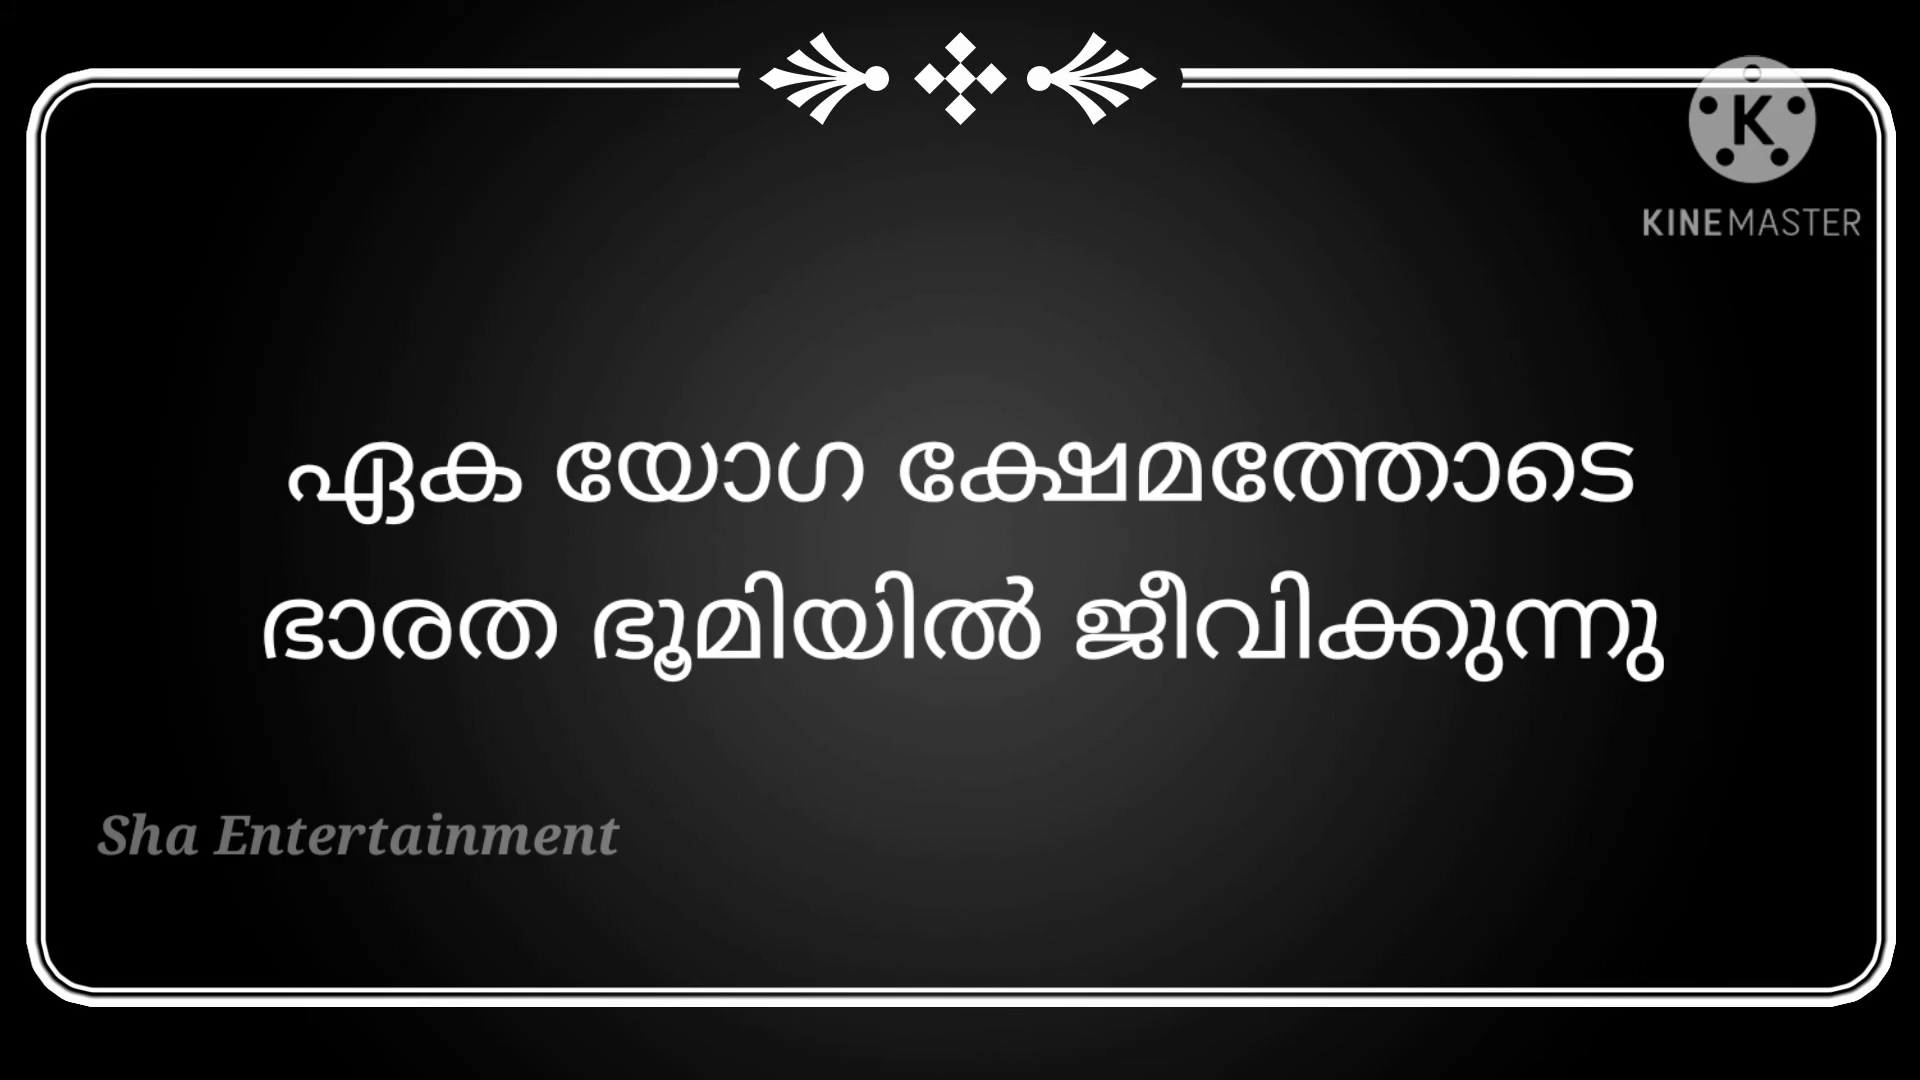 KINEMASTER
ഏക യോഗ ക്ഷേമത്തോടെ
ഭാരത ഭൂമിയിൽ ജീവിക്കുന്നു
Sha Entertainment